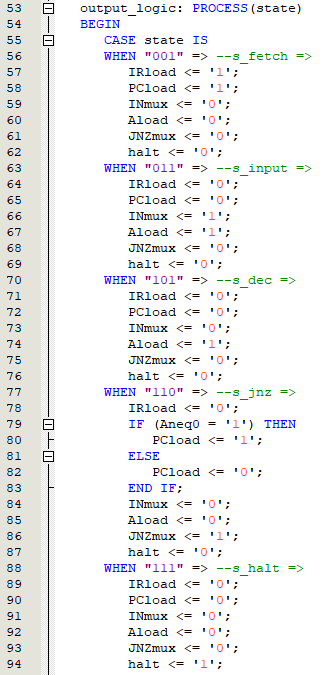 53 output_logic: PROCESS(state)
54 BEGIN
55 CASE state IS
56 WHEN "001" => --s_fetch =>
57 IRload <= '1';
58 PCload <= '1';
59 INmux <= '0';
60 Aload <= '0';
61 JNZmux <= '0';
62 halt <= '0';
63 WHEN "011" => --s_input =>
64 IRload <= '0';
65 PCload <= '0';
66 INmux <= '1';
67 Aload <= '1';
68 JNZmux <= '0';
69 halt <= '0';
70 WHEN "101" => --s_dec =>
71 IRload <= '0';
72 PCload <= '0';
73 INmux <= '0';
74 Aload <= '1';
75 JNZmux <= '0';
76 halt <= '0';
77 WHEN "110" => --s_jnz =>
78 IRload <= '0';
79 IF (Aneq0 = '1') THEN
80 PCload <= '1';
81 ELSE
82 PCload <= '0';
83 END IF;
84 INmux <= '0';
85 Aload <= '0';
86 JNZmux <= '1';
87 halt <= '0';
88 WHEN "111" => --s_halt =>
89 IRload <= '0';
90 PCload <= '0';
91 INmux <= '0';
92 Aload <= '0';
93 JNZmux <= '0';
94 halt <= '1';